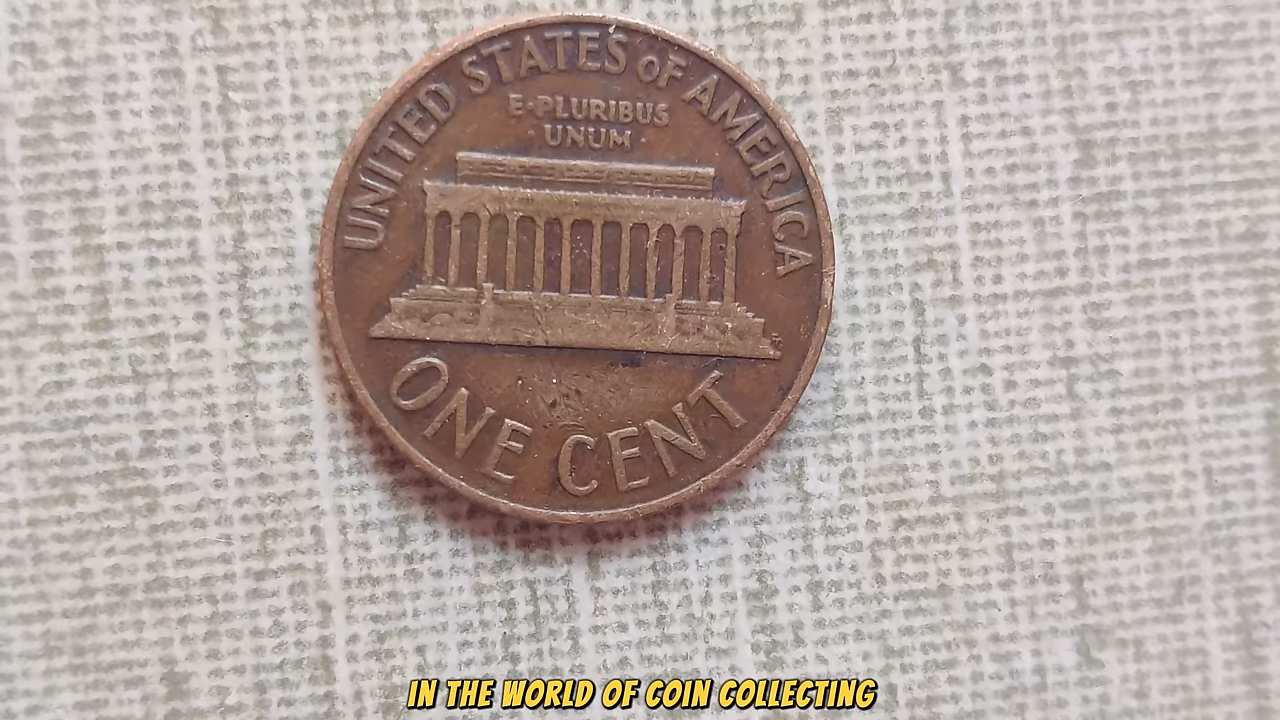 UNITED STATES OF AMERICA
E·PLURIBUS
UNUM
ONE CENT
IN THE WORLD OF COIN COLLECTING